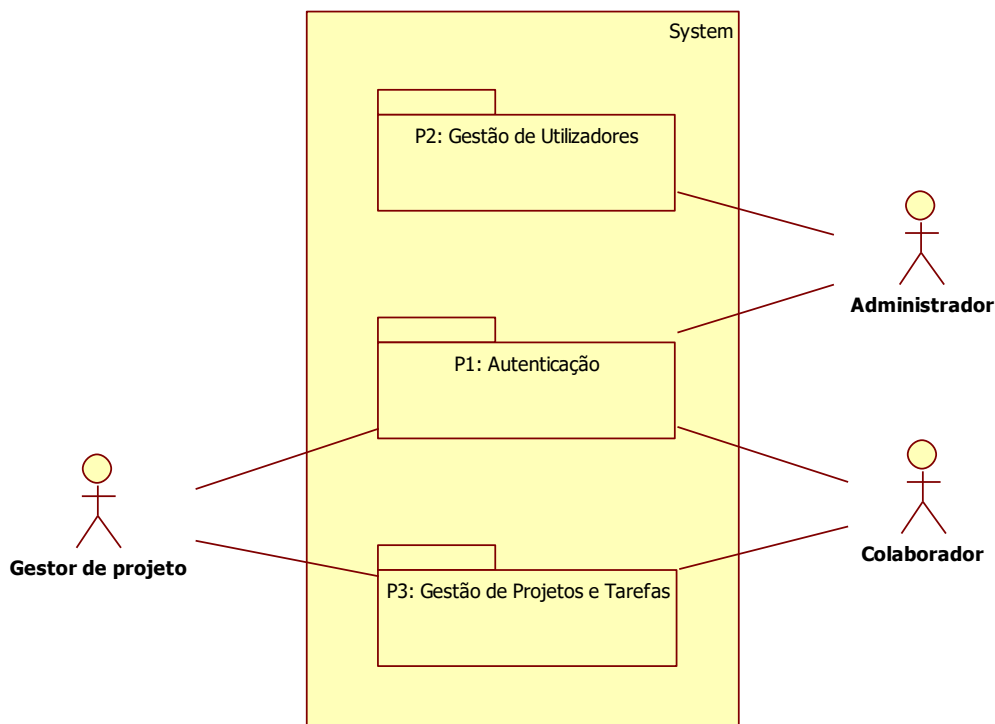 System
P2: Gestão de Utilizadores
Administrador
P1: Autenticação
Gestor de projeto
Colaborador
P3: Gestão de Projetos e Tarefas